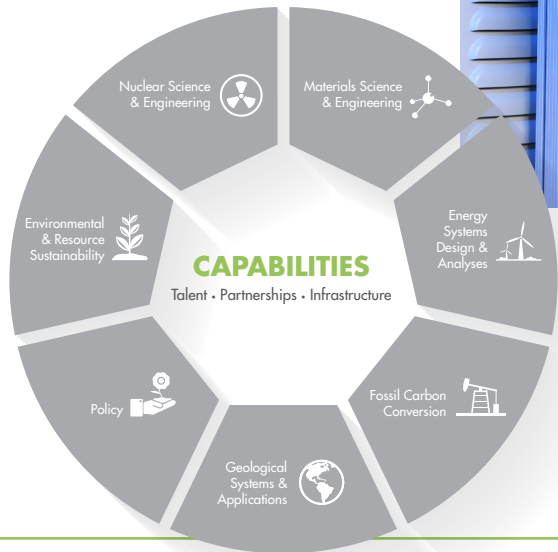 Nuclear Science
& Engineering
Materials Science
& Engineering
Environmental
& Resource
Sustainability
Energy
Systems
Design &
Analyses
CAPABILITIES
Talent • Partnerships • Infrastructure
Policy
Fossil Carbon
Conversion
Geological
Systems &
Applications